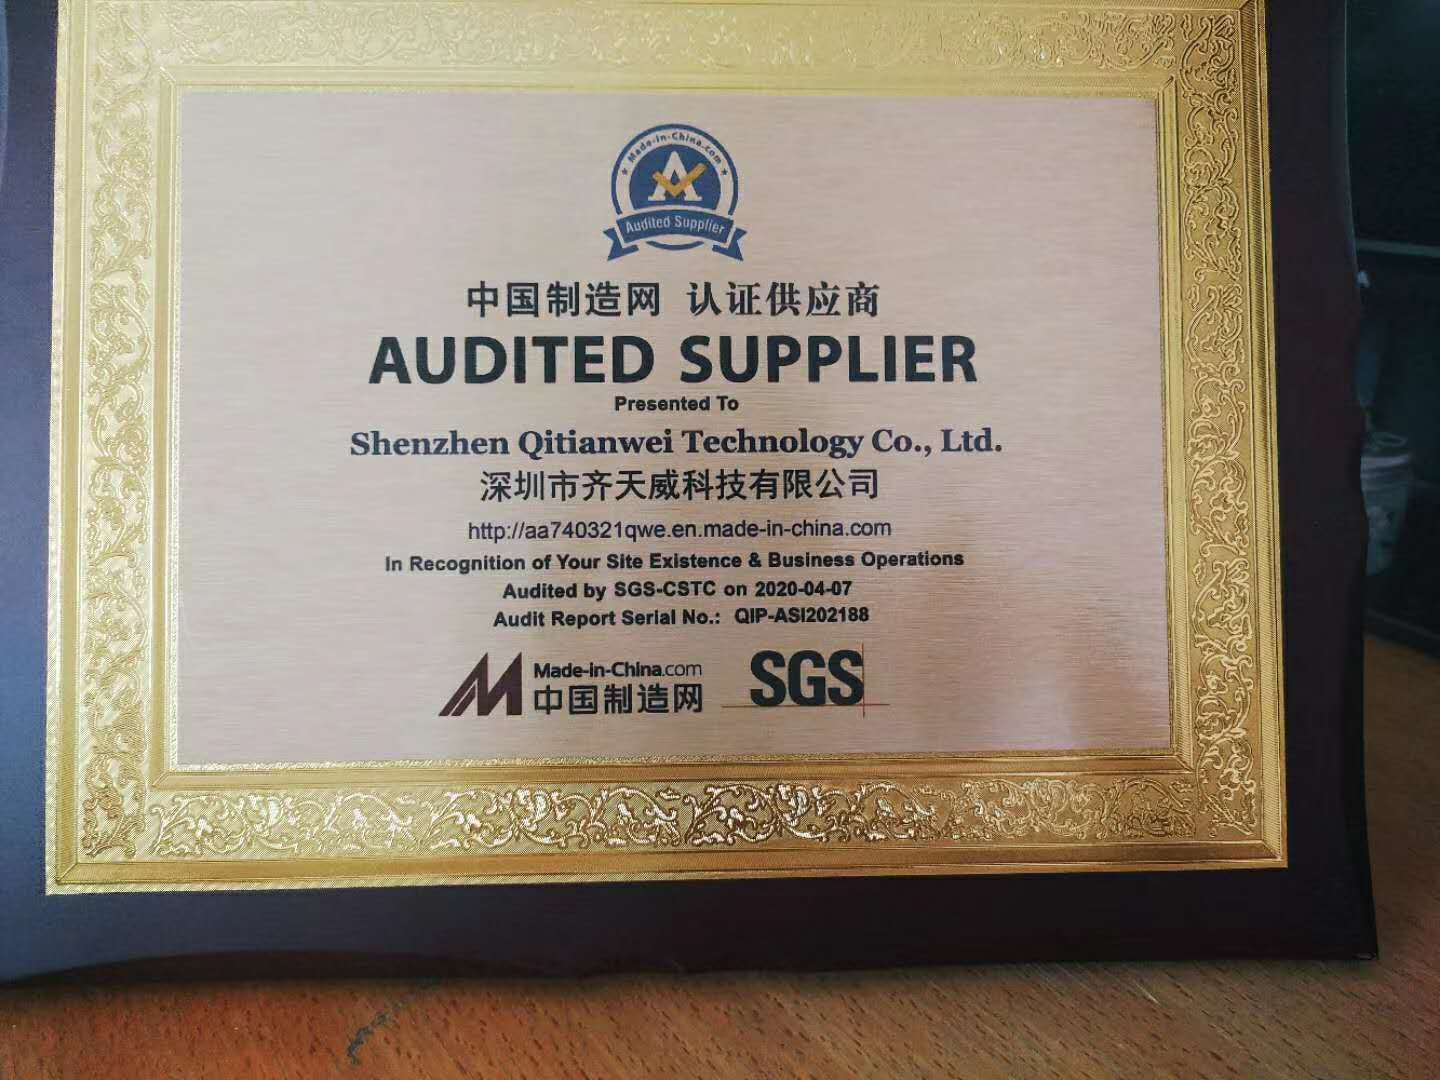 ★ Made-in-China.com ★
A
Audited Supplier
中国制造网 认证供应商
AUDITED SUPPLIER
Presented To
Shenzhen Qitianwei Technology Co., Ltd.
深圳市齐天威科技有限公司
http://aa740321qwe.en.made-in-china.com
In Recognition of Your Site Existence & Business Operations
Audited by SGS-CSTC on 2020-04-07
Audit Report Serial No.: QIP-ASI202188
Made-in-China.com
中国制造网
SGS